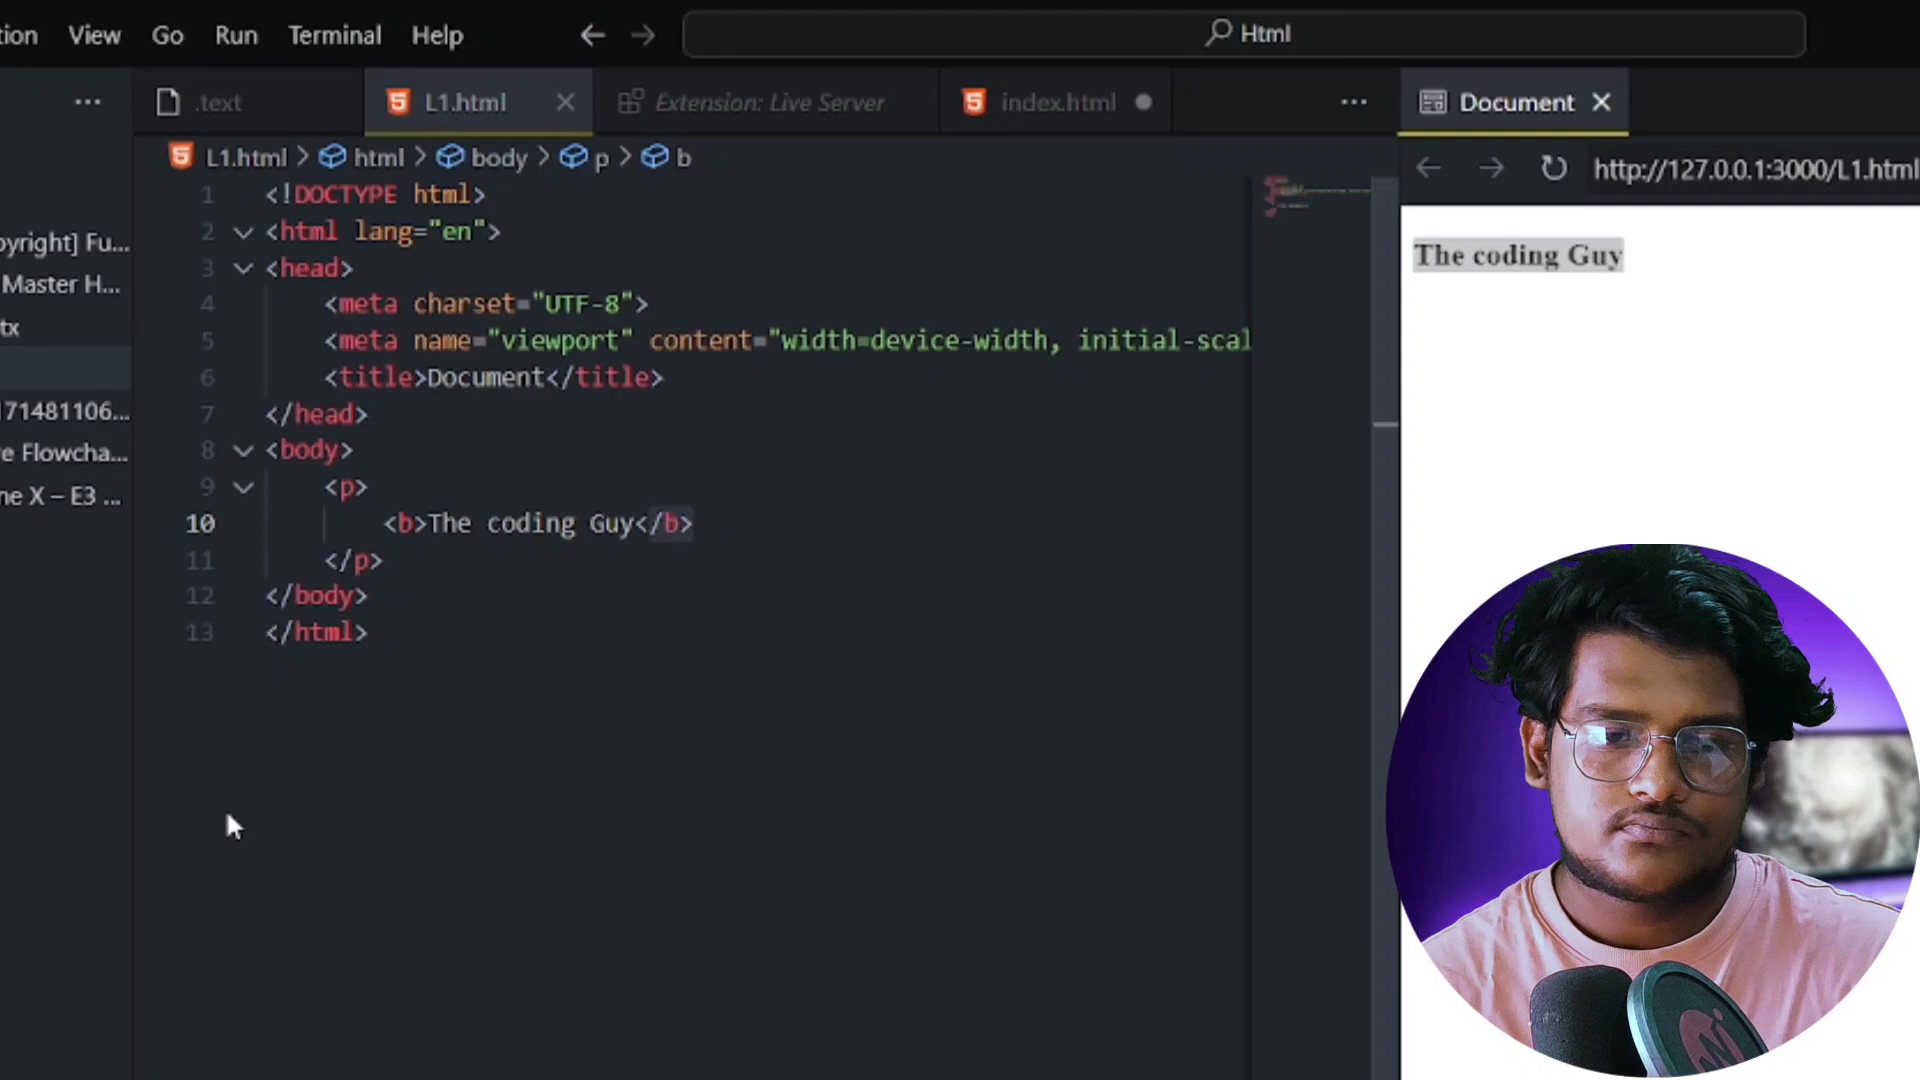 tion View Go Run Terminal Help Html
.text L1.html Extension: Live Server index.html Document
L1.html > html > body > p > b
http://127.0.0.1:3000/L1.html
1 <!DOCTYPE html>
2 <html lang="en">
3 <head>
4 <meta charset="UTF-8">
5 <meta name="viewport" content="width=device-width, initial-scal
6 <title>Document</title>
7 </head>
8 <body>
9 <p>
10 <b>The coding Guy</b>
11 </p>
12 </body>
13 </html>
opyright] Fu...
Master H...
tx
171481106...
e Flowcha...
ne X – E3 ...
The coding Guy